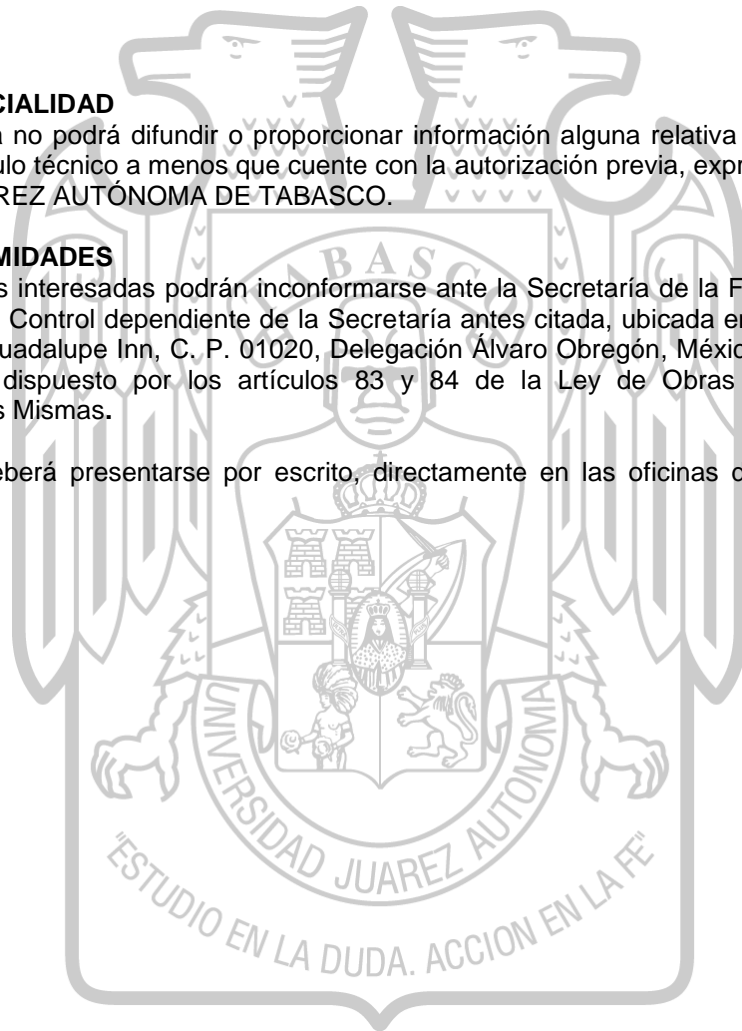 CIALIDAD
a no podrá difundir o proporcionar información alguna relativa
ulo técnico a menos que cuente con la autorización previa, expr
REZ AUTÓNOMA DE TABASCO.
MIDADES
s interesadas podrán inconformarse ante la Secretaría de la F
Control dependiente de la Secretaría antes citada, ubicada en
uadalupe Inn, C. P. 01020, Delegación Álvaro Obregón, Méxic
dispuesto por los artículos 83 y 84 de la Ley de Obras
s Mismas.
eberá presentarse por escrito, directamente en las oficinas d
TABASCO
UNIVERSIDAD JUAREZ AUTONOMA
"ESTUDIO EN LA DUDA. ACCION EN LA FE"